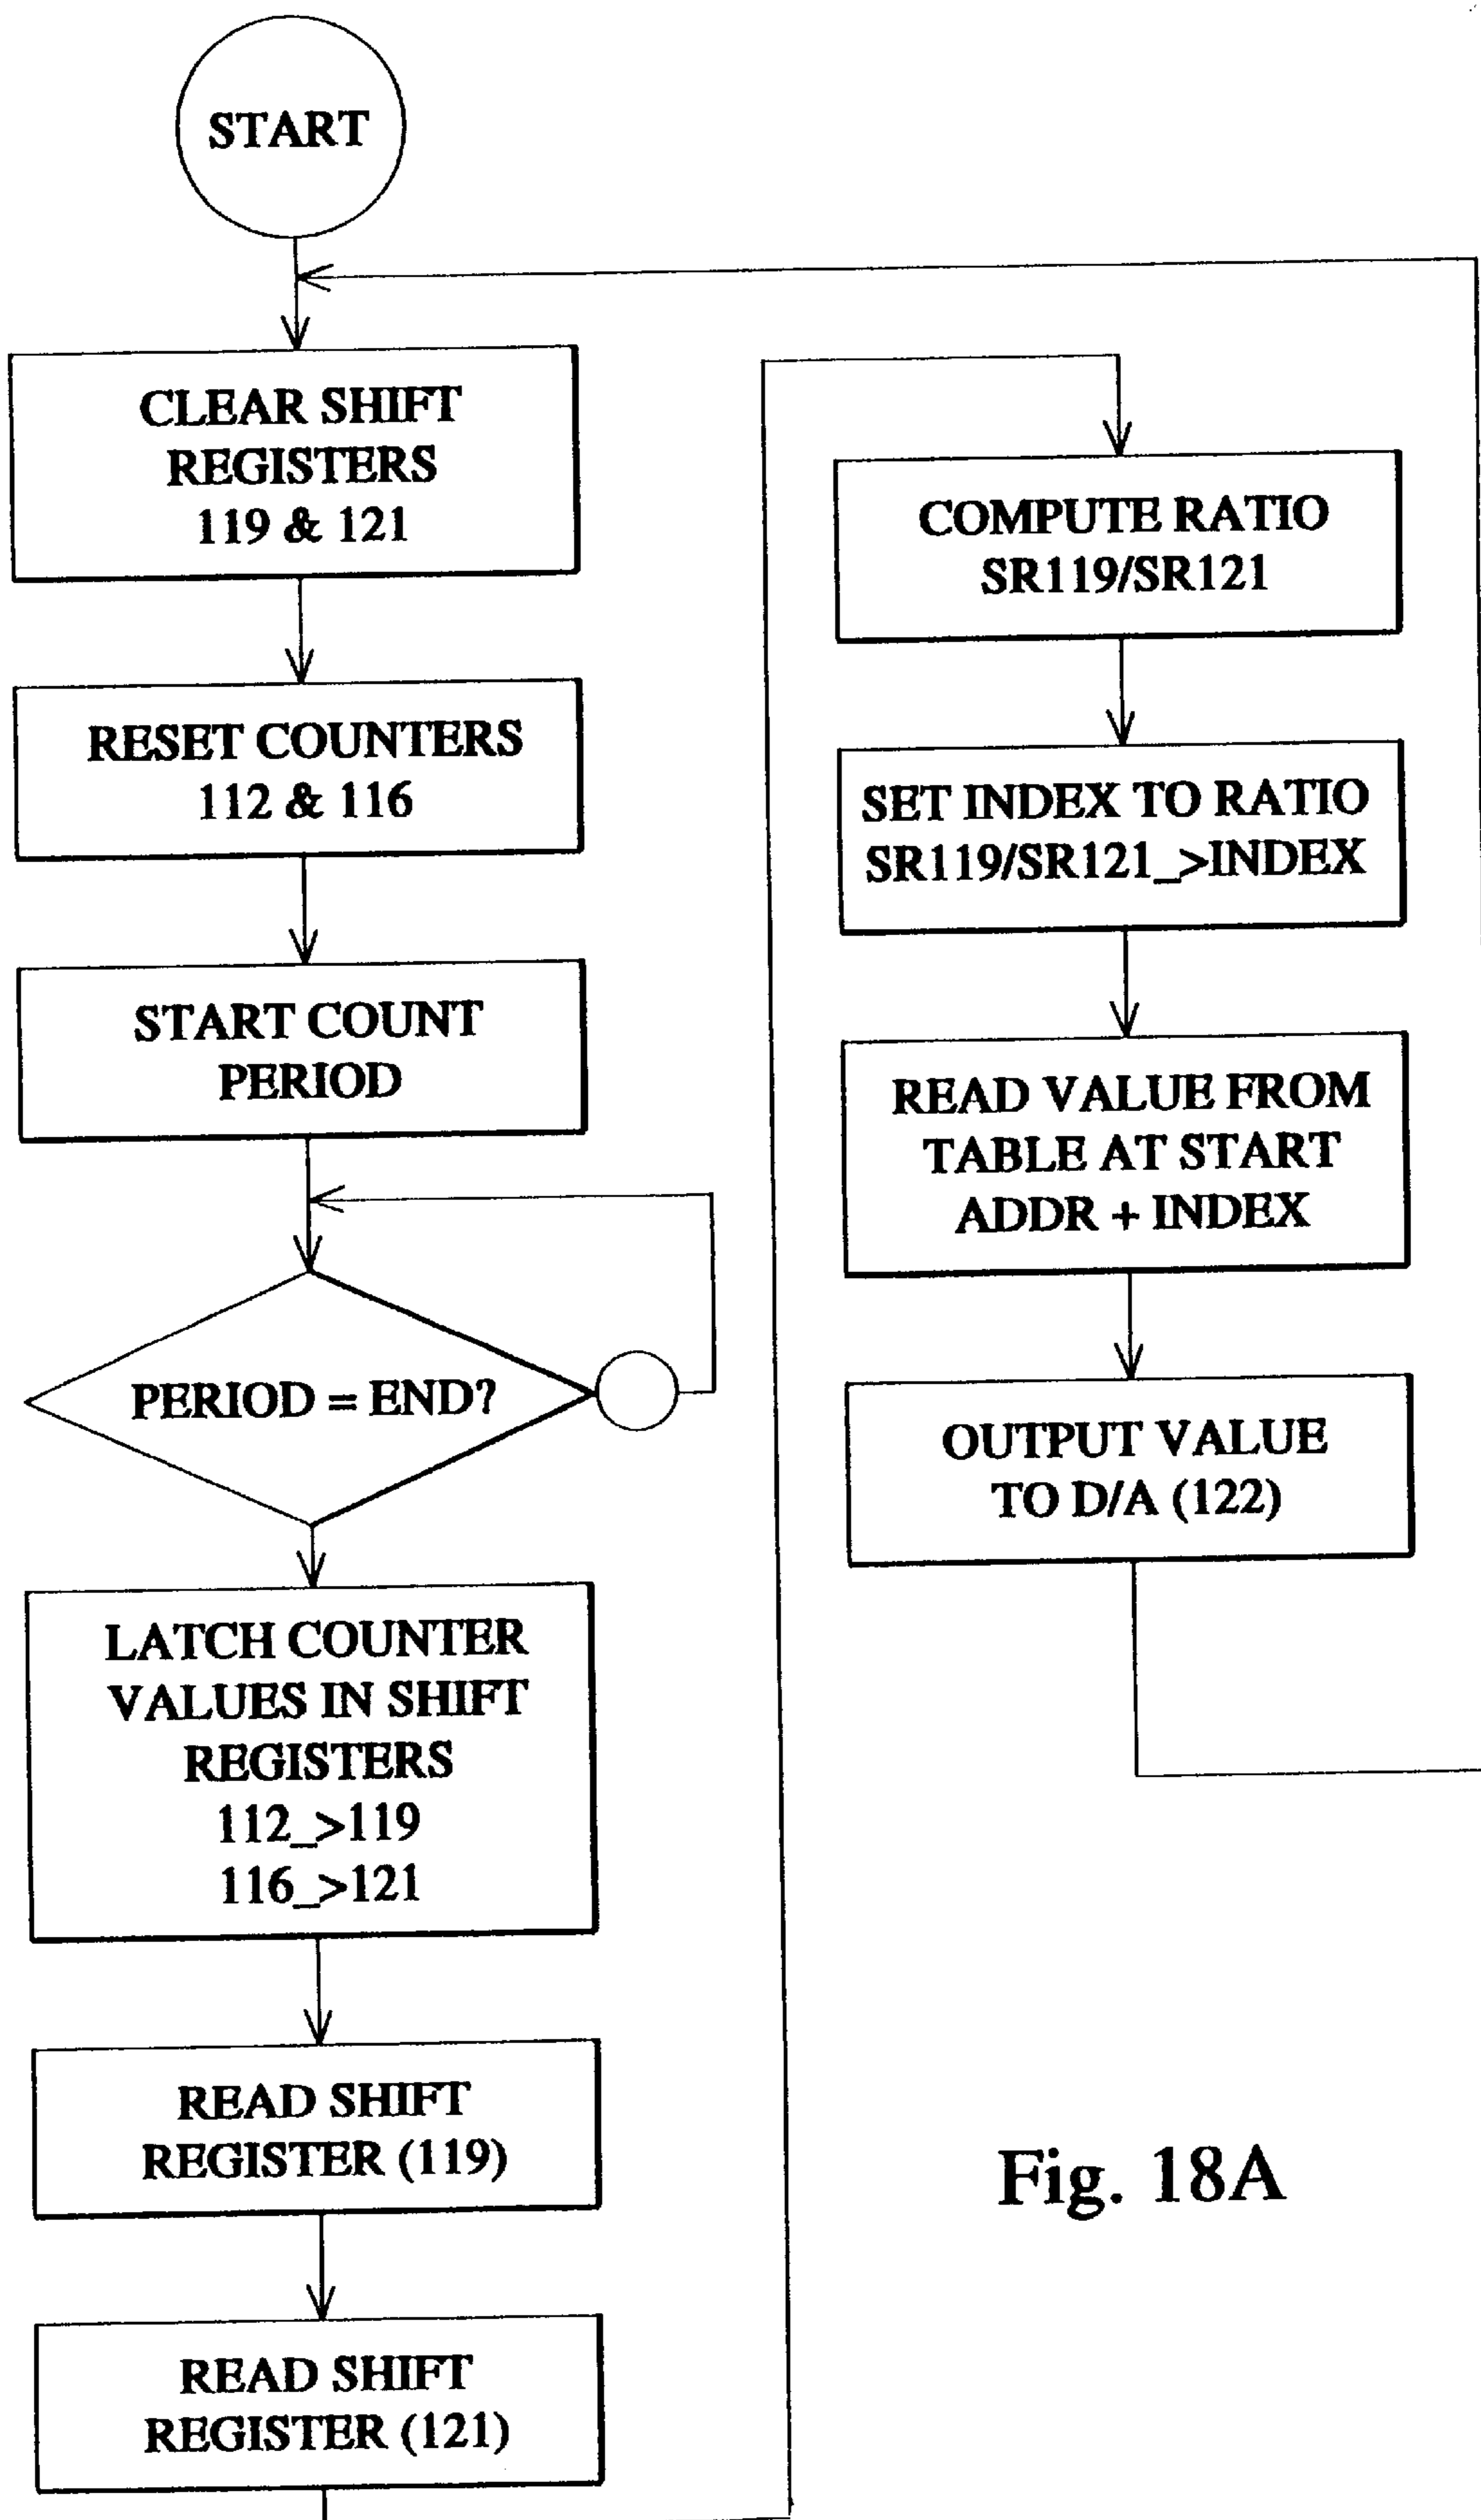 START
CLEAR SHIFT
REGISTERS
119 & 121
RESET COUNTERS
112 & 116
START COUNT
PERIOD
PERIOD = END?
LATCH COUNTER
VALUES IN SHIFT
REGISTERS
112_>119
116_>121
READ SHIFT
REGISTER (119)
READ SHIFT
REGISTER (121)
COMPUTE RATIO
SR119/SR121
SET INDEX TO RATIO
SR119/SR121_>INDEX
READ VALUE FROM
TABLE AT START
ADDR + INDEX
OUTPUT VALUE
TO D/A (122)
Fig. 18A